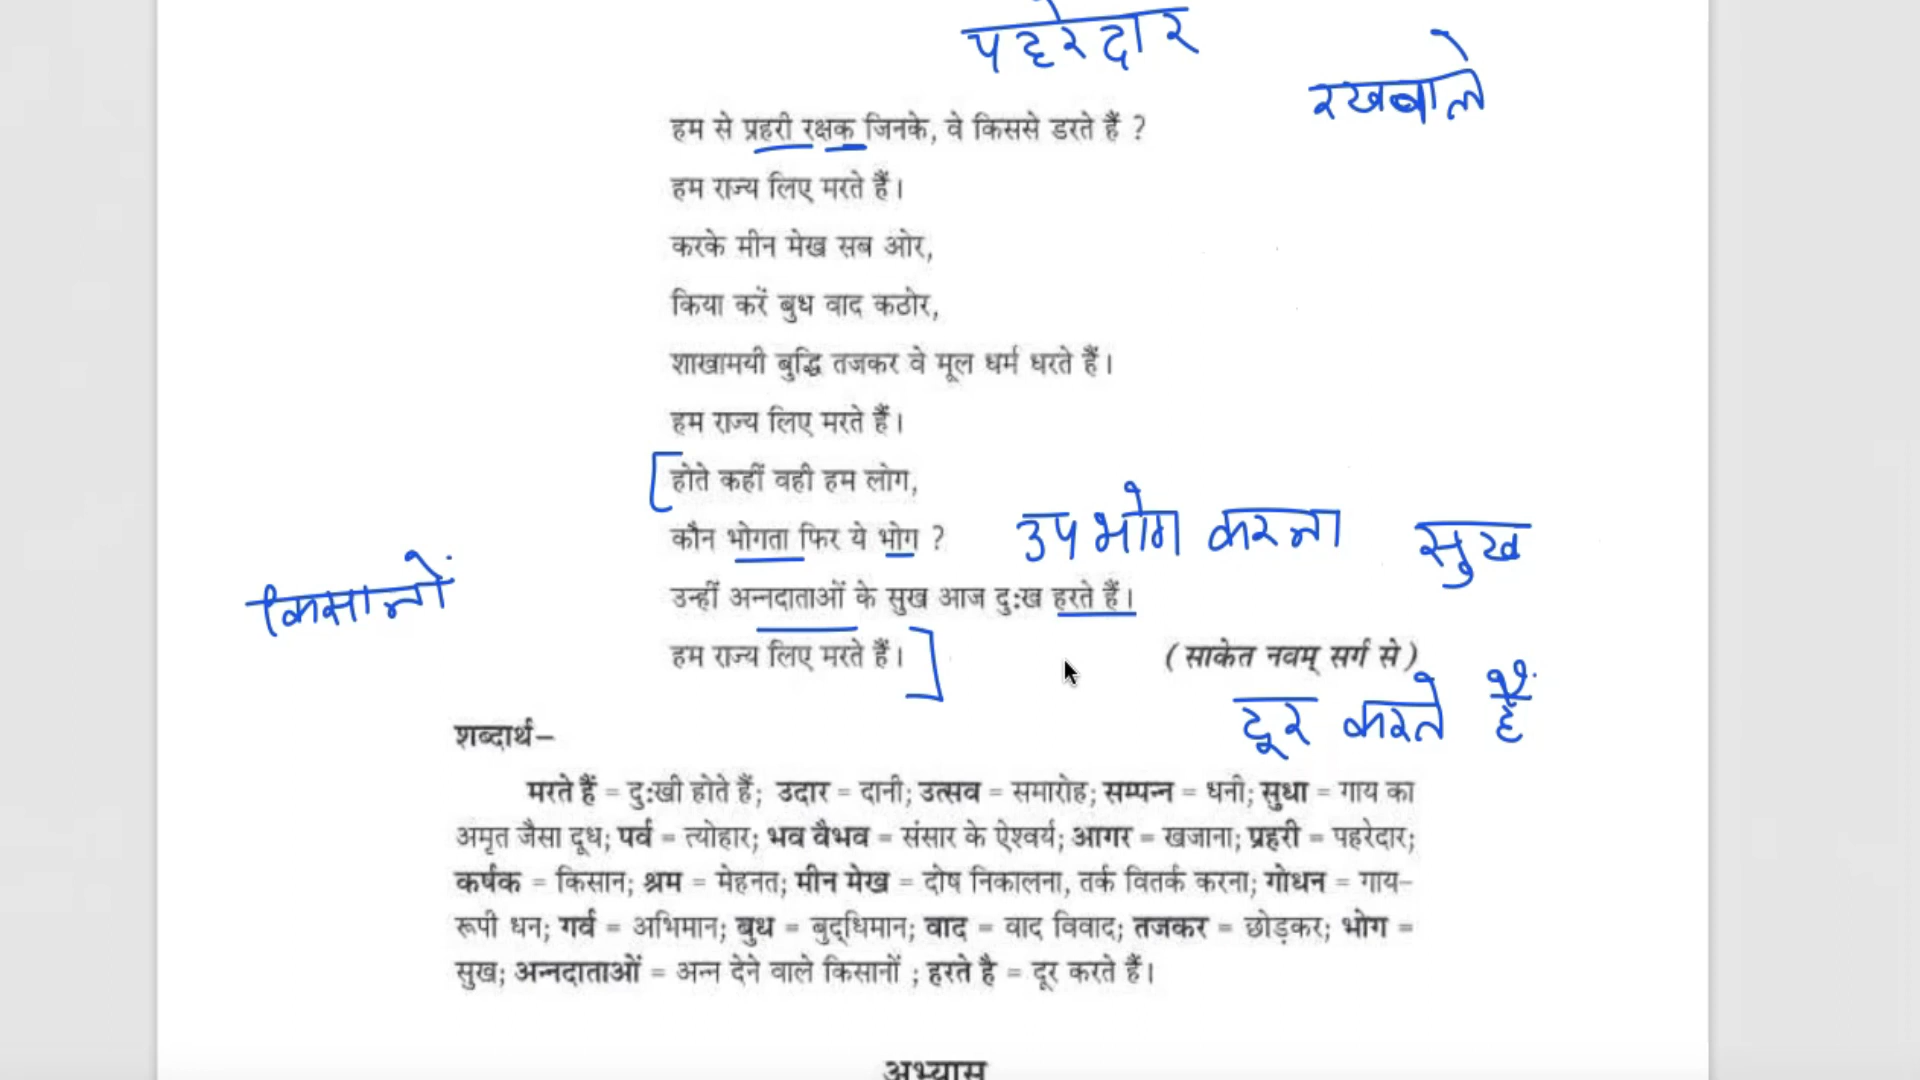 पहरेदार
रखवाले
हम से प्रहरी रक्षक जिनके, वे किससे डरते हैं ?
हम राज्य लिए मरते हैं।
करके मीन मेख सब ओर,
किया करें बुध वाद कठोर,
शाखामयी बुद्धि तजकर वे मूल धर्म धरते हैं।
हम राज्य लिए मरते हैं।
होते कहीं वही हम लोग,
कौन भोगता फिर ये भोग ? उपभोग करना सुख
किसानों उन्हीं अन्नदाताओं के सुख आज दुःख हरते हैं।
हम राज्य लिए मरते हैं। (साकेत नवम् सर्ग से)
दूर करते हैं
शब्दार्थ–
मरते हैं = दुःखी होते हैं; उदार = दानी; उत्सव = समारोह; सम्पन्न = धनी; सुधा = गाय का
अमृत जैसा दूध; पर्व = त्योहार; भव वैभव = संसार के ऐश्वर्य; आगर = खजाना; प्रहरी = पहरेदार;
कर्षक = किसान; श्रम = मेहनत; मीन मेख = दोष निकालना, तर्क वितर्क करना; गोधन = गाय–
रूपी धन; गर्व = अभिमान; बुध = बुद्धिमान; वाद = वाद विवाद; तजकर = छोड़कर; भोग =
सुख; अन्नदाताओं = अन्न देने वाले किसानों ; हरते है = दूर करते हैं।
अभ्यास